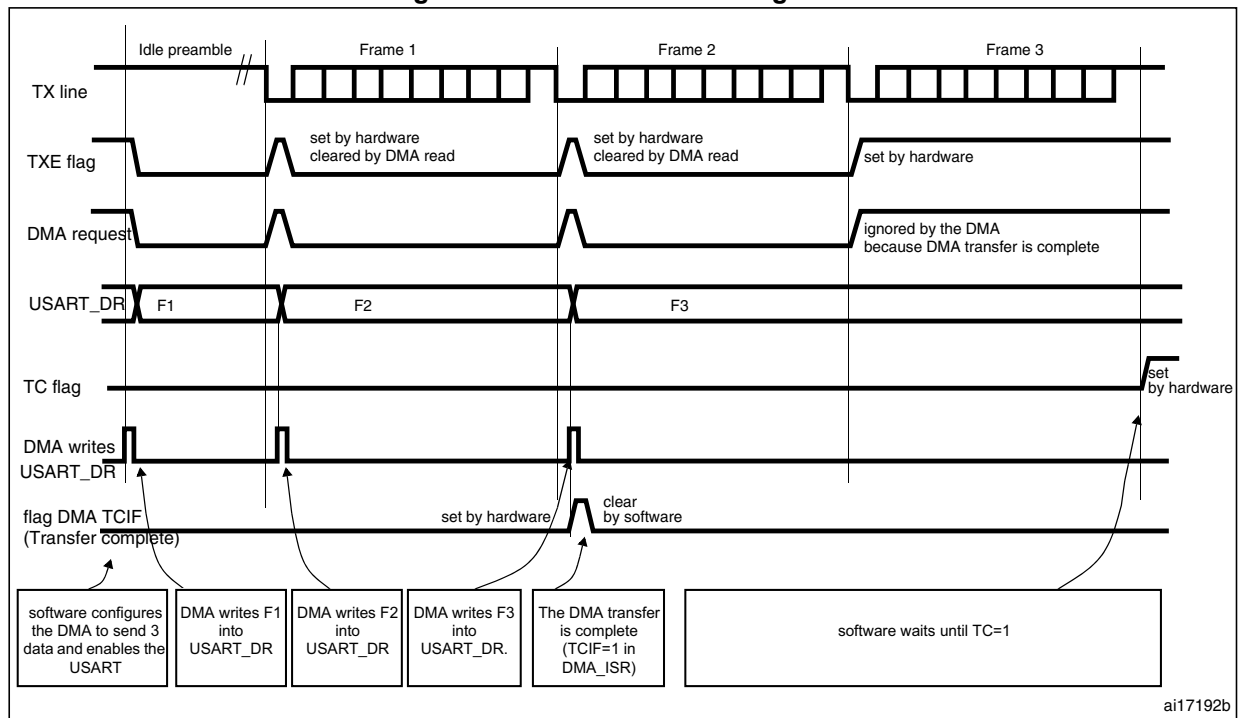 Idle preamble
Frame 1
Frame 2
Frame 3
TX line
TXE flag
set by hardware
cleared by DMA read
set by hardware
cleared by DMA read
set by hardware
DMA request
ignored by the DMA
because DMA transfer is complete
USART_DR
F1
F2
F3
TC flag
set
by hardware
DMA writes
USART_DR
flag DMA TCIF
(Transfer complete)
set by hardware
clear
by software
software configures
the DMA to send 3
data and enables the
USART
DMA writes F1
into
USART_DR
DMA writes F2
into
USART_DR
DMA writes F3
into
USART_DR.
The DMA transfer
is complete
(TCIF=1 in
DMA_ISR)
software waits until TC=1
ai17192b